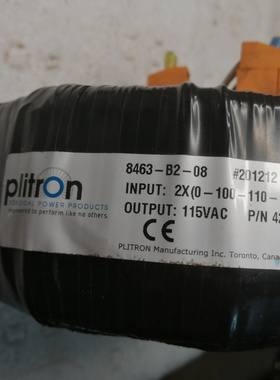 plitron
TOROIDAL POWER PRODUCTS
engineered to perform like no others
8463-B2-08 #201212
INPUT: 2X(0-100-110-
OUTPUT: 115VAC P/N 42
CE
PLITRON Manufacturing Inc. Toronto, Cana